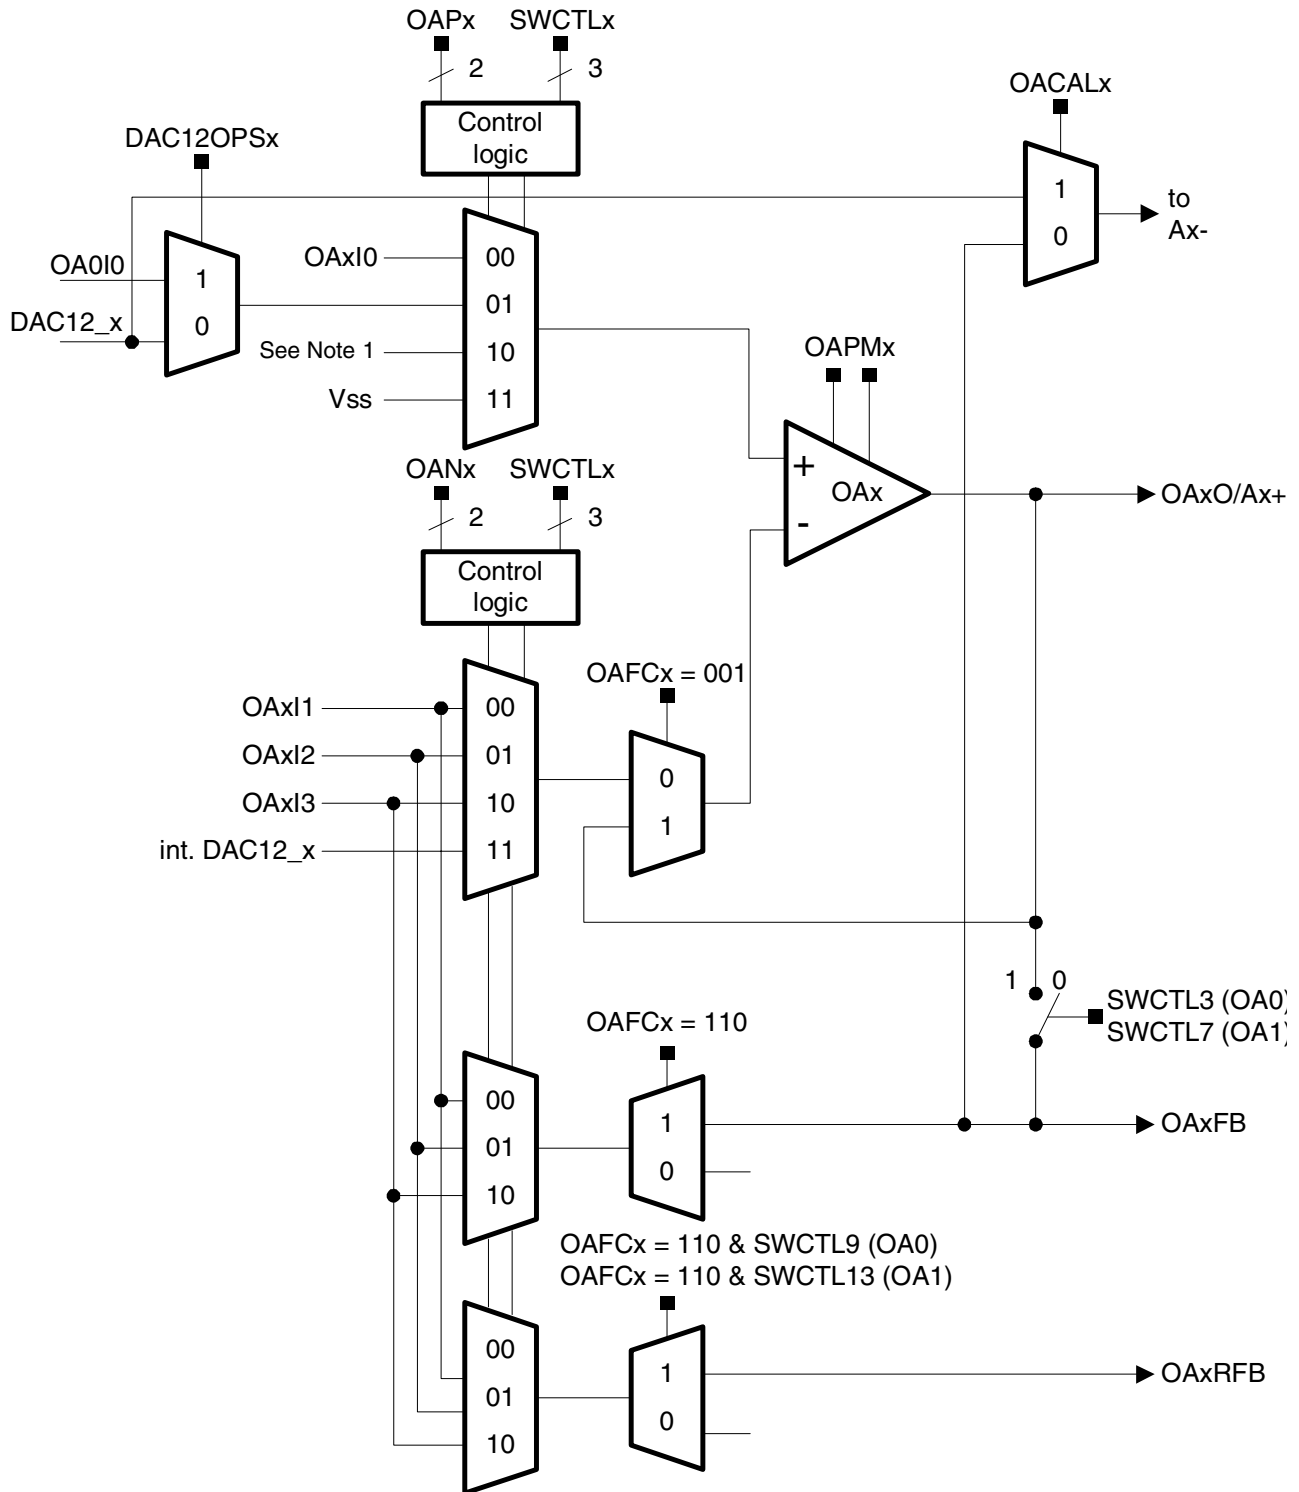 OAPx SWCTLx
2 3
OACALx
Control
logic
DAC12OPSx
1
0
to
Ax-
OA0I0
DAC12_x
1
0
OAxI0
See Note 1
Vss
00
01
10
11
OAPMx
+
-
OAx
OAxO/Ax+
OANx SWCTLx
2 3
Control
logic
OAFCx = 001
OAxI1
OAxI2
OAxI3
int. DAC12_x
00
01
10
11
0
1
1 0
SWCTL3 (OA0)
SWCTL7 (OA1)
OAFCx = 110
00
01
10
1
0
OAxFB
OAFCx = 110 & SWCTL9 (OA0)
OAFCx = 110 & SWCTL13 (OA1)
00
01
10
1
0
OAxRFB